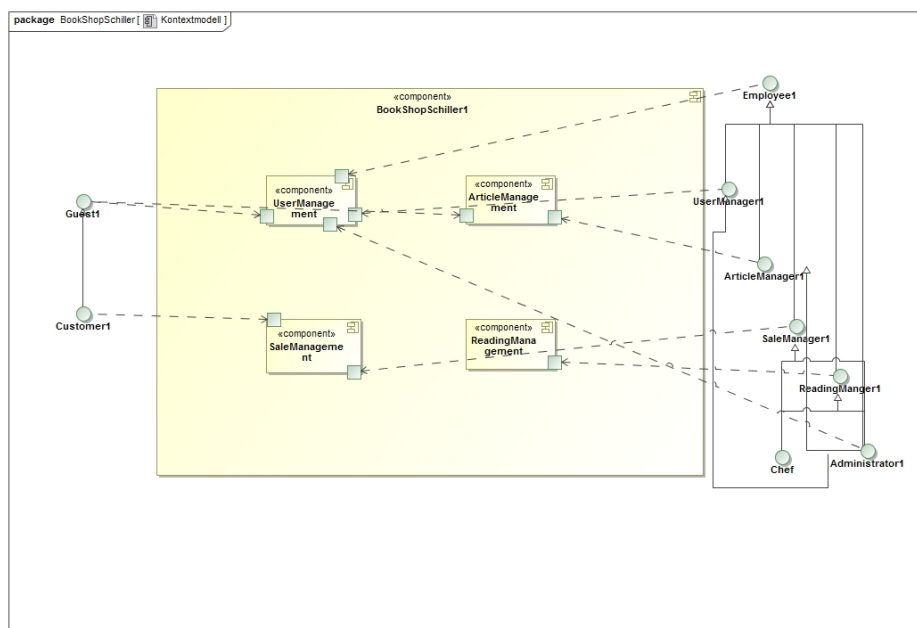 package BookShopSchiller [ Kontextmodell ]
«component»
BookShopSchiller1
Employee1
«component»
UserManage
ment
«component»
ArticleManage
ment
UserManager1
Guest1
ArticleManager1
Customer1
«component»
SaleManageme
nt
«component»
ReadingMana
gement
SaleManager1
ReadingManger1
Chef
Administrator1